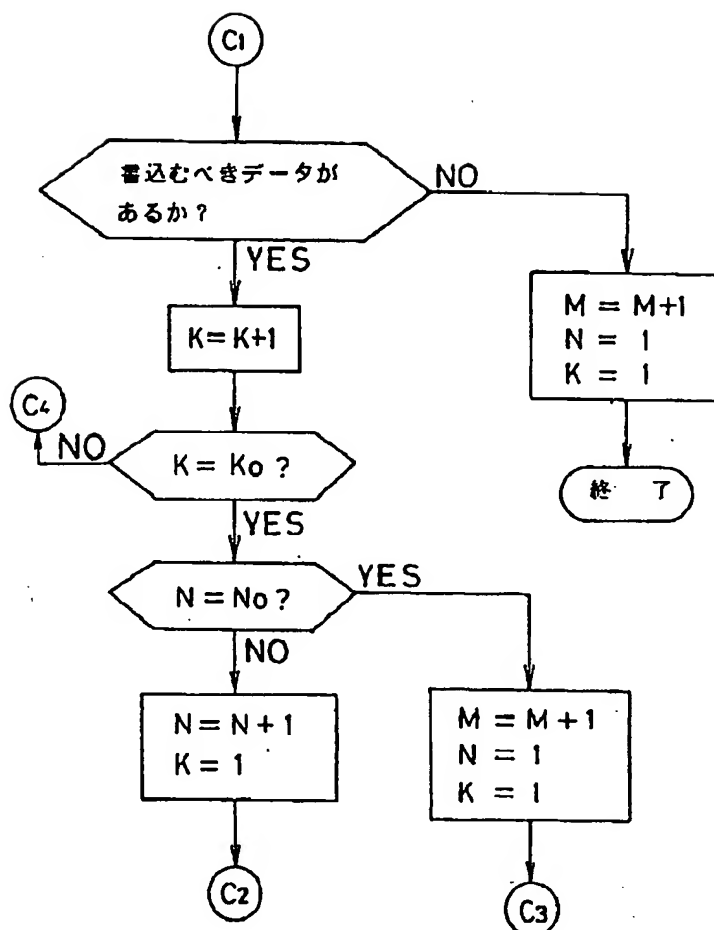 C1
書込むべきデータが
あるか?
NO
YES
K=K+1
M=M+1
N=1
K=1
C4
NO
K=Ko?
終 了
YES
N=No?
YES
NO
N=N+1
K=1
M=M+1
N=1
K=1
C2
C3